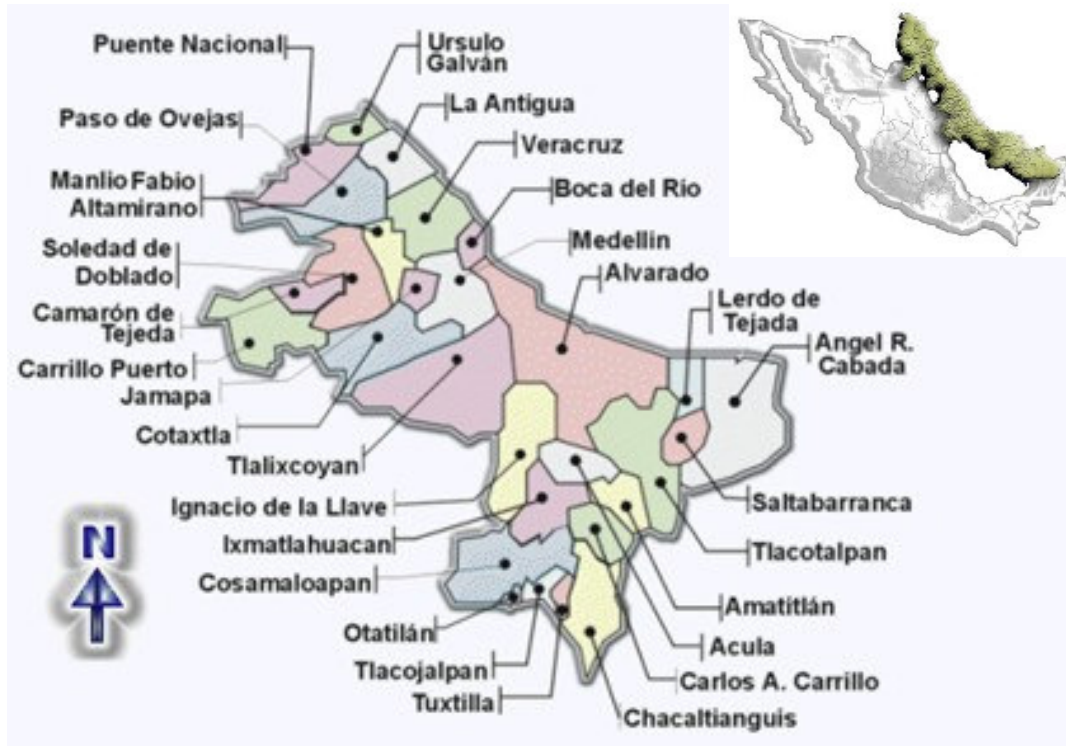 Puente Nacional
Ursulo
Galván
Paso de Ovejas
La Antigua
Veracruz
Manlio Fabio
Altamirano
Boca del Río
Soledad de
Doblado
Medellin
Alvarado
Camarón de
Tejeda
Lerdo de
Tejada
Angel R.
Cabada
Carrillo Puerto
Jamapa
Cotaxtla
Tlalixcoyan
Ignacio de la Llave
Saltabarranca
Ixmatlahuacan
Tlacotalpan
Cosamaloapan
N
Amatitlán
Otatilán
Acula
Tlacojalpan
Carlos A. Carrillo
Tuxtilla
Chacaltianguis